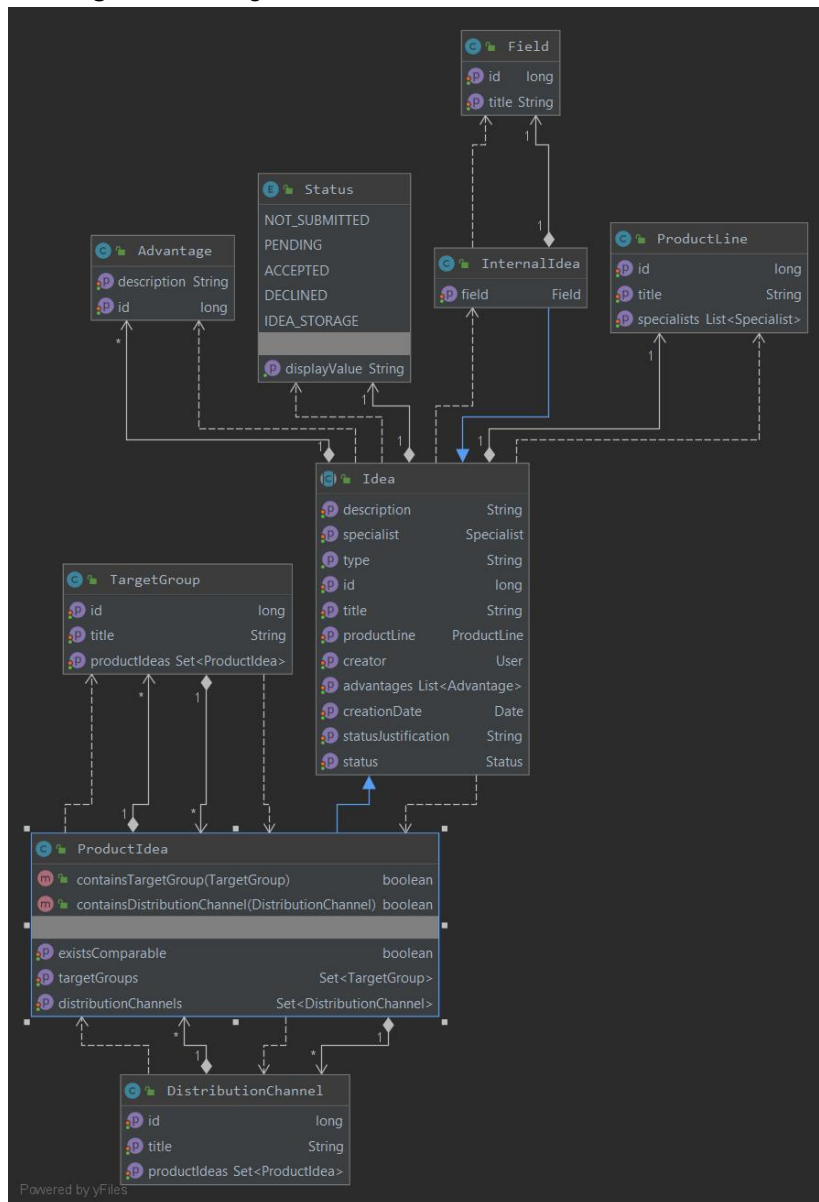 Field
id long
title String
1
1
Status
NOT_SUBMITTED
PENDING
ACCEPTED
DECLINED
IDEA_STORAGE
displayValue String
Advantage
description String
id long
InternalIdea
field Field
ProductLine
id long
title String
specialists List<Specialist>
*
1
1
1
1
1
Idea
description String
specialist Specialist
type String
id long
title String
productLine ProductLine
creator User
advantages List<Advantage>
creationDate Date
statusJustification String
status Status
TargetGroup
id long
title String
productIdeas Set<ProductIdea>
*
1
1
*
ProductIdea
containsTargetGroup(TargetGroup) boolean
containsDistributionChannel(DistributionChannel) boolean
existsComparable boolean
targetGroups Set<TargetGroup>
distributionChannels Set<DistributionChannel>
*
1
1
*
DistributionChannel
id long
title String
productIdeas Set<ProductIdea>
Powered by yFiles